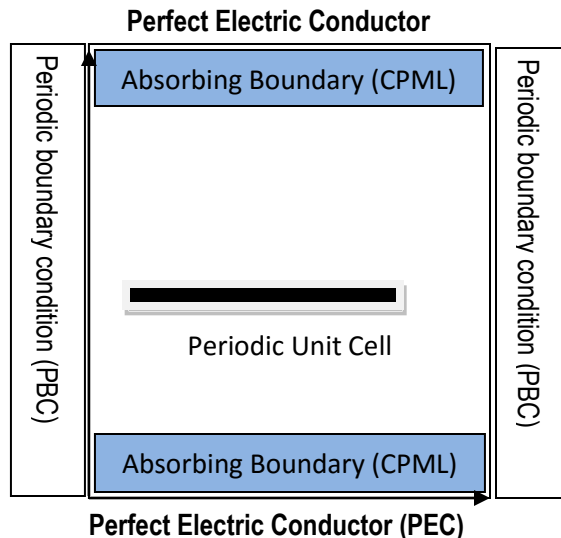 Perfect Electric Conductor
Absorbing Boundary (CPML)
Periodic boundary condition (PBC)
Periodic boundary condition (PBC)
Periodic Unit Cell
Absorbing Boundary (CPML)
Perfect Electric Conductor (PEC)